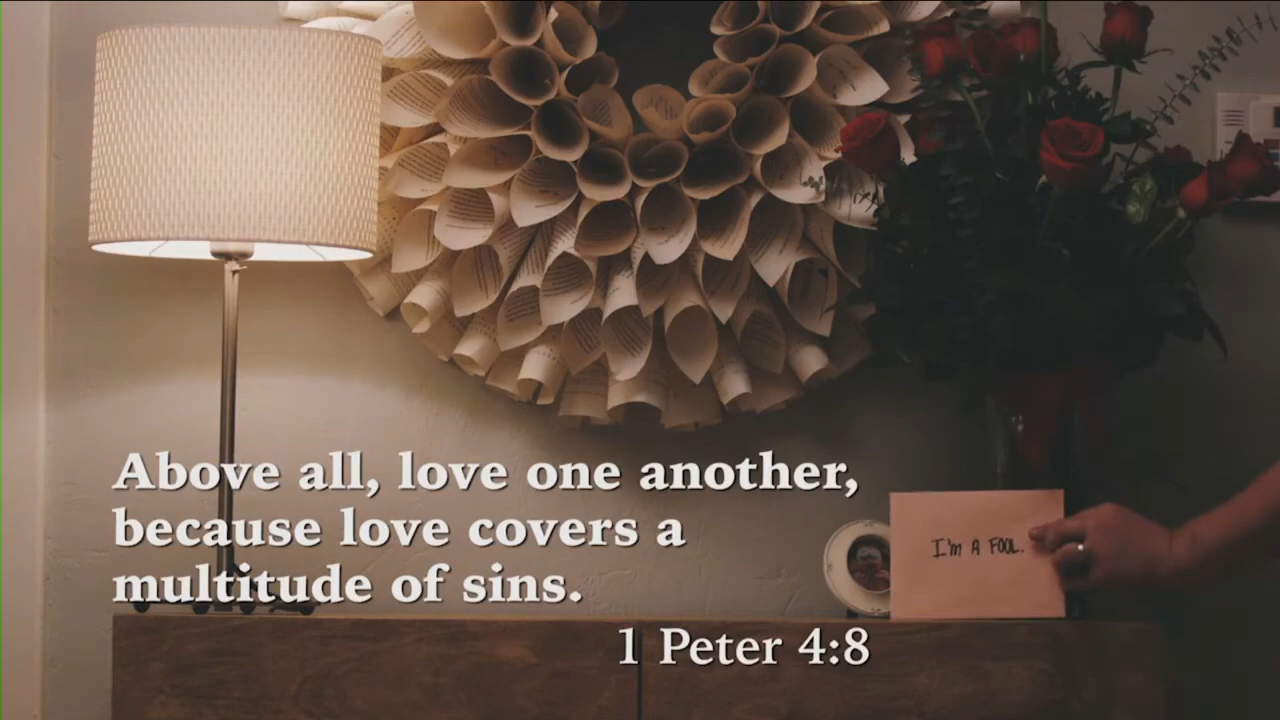 Above all, love one another,
because love covers a
multitude of sins.
1 Peter 4:8
I'm A FOOL.